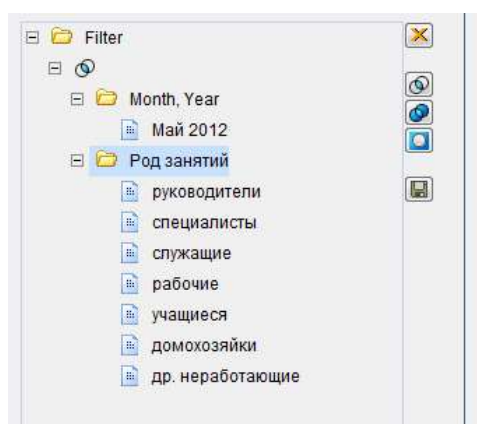 Filter
Month, Year
Май 2012
Род занятий
руководители
специалисты
служащие
рабочие
учащиеся
домохозяйки
др. неработающие